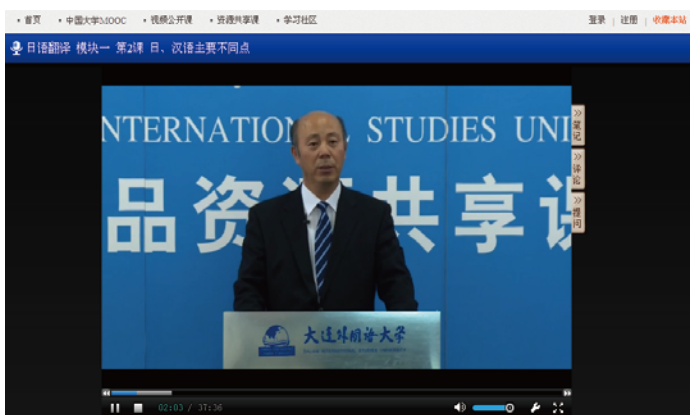 • 首页 • 中国大学MOOC • 视频公开课 • 资源共享课 • 学习社区 登录 | 注册 | 收藏本站
日语翻译 模块一 第2课 日、汉语主要不同点
NTERNATIO STUDIES UNI
品资 共享
>> 笔记
>> 评论
>> 提问
大连外国语大学
02:03 / 37:36